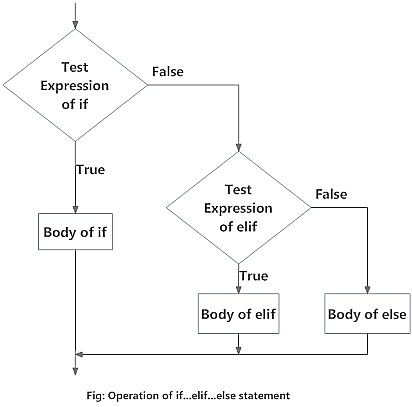 Test
Expression
of if
False
True
Body of if
Test
Expression
of elif
False
True
Body of elif
Body of else
Fig: Operation of if...elif...else statement